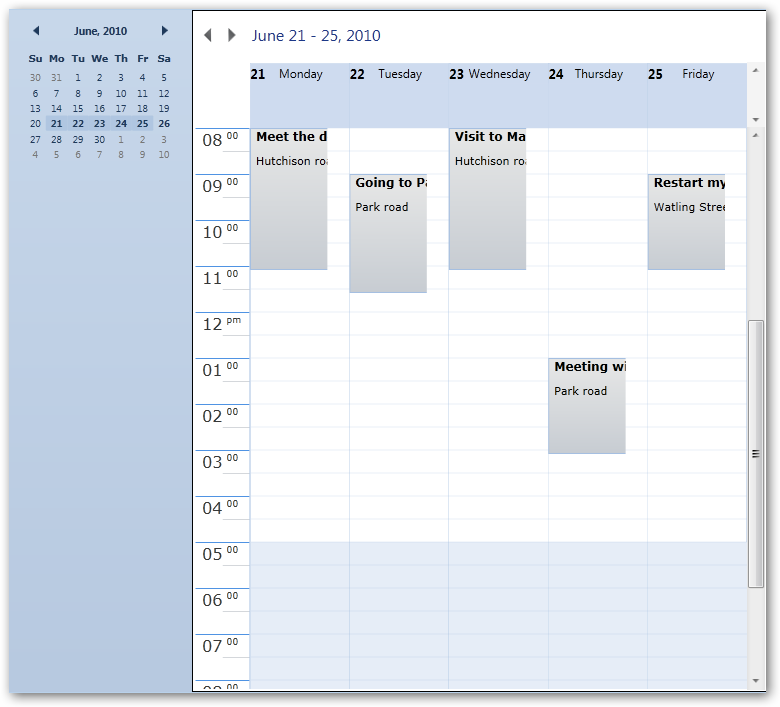 June, 2010
Su Mo Tu We Th Fr Sa
30 31 1 2 3 4 5
6 7 8 9 10 11 12
13 14 15 16 17 18 19
20 21 22 23 24 25 26
27 28 29 30 1 2 3
4 5 6 7 8 9 10
June 21 - 25, 2010
21 Monday 22 Tuesday 23 Wednesday 24 Thursday 25 Friday
08 00
Meet the d
Hutchison
Visit to Ma
Hutchison
09 00
Going to
Park road
Restart my
Watling
10 00
11 00
12 pm
01 00
Meeting
Park road
02 00
03 00
04 00
05 00
06 00
07 00